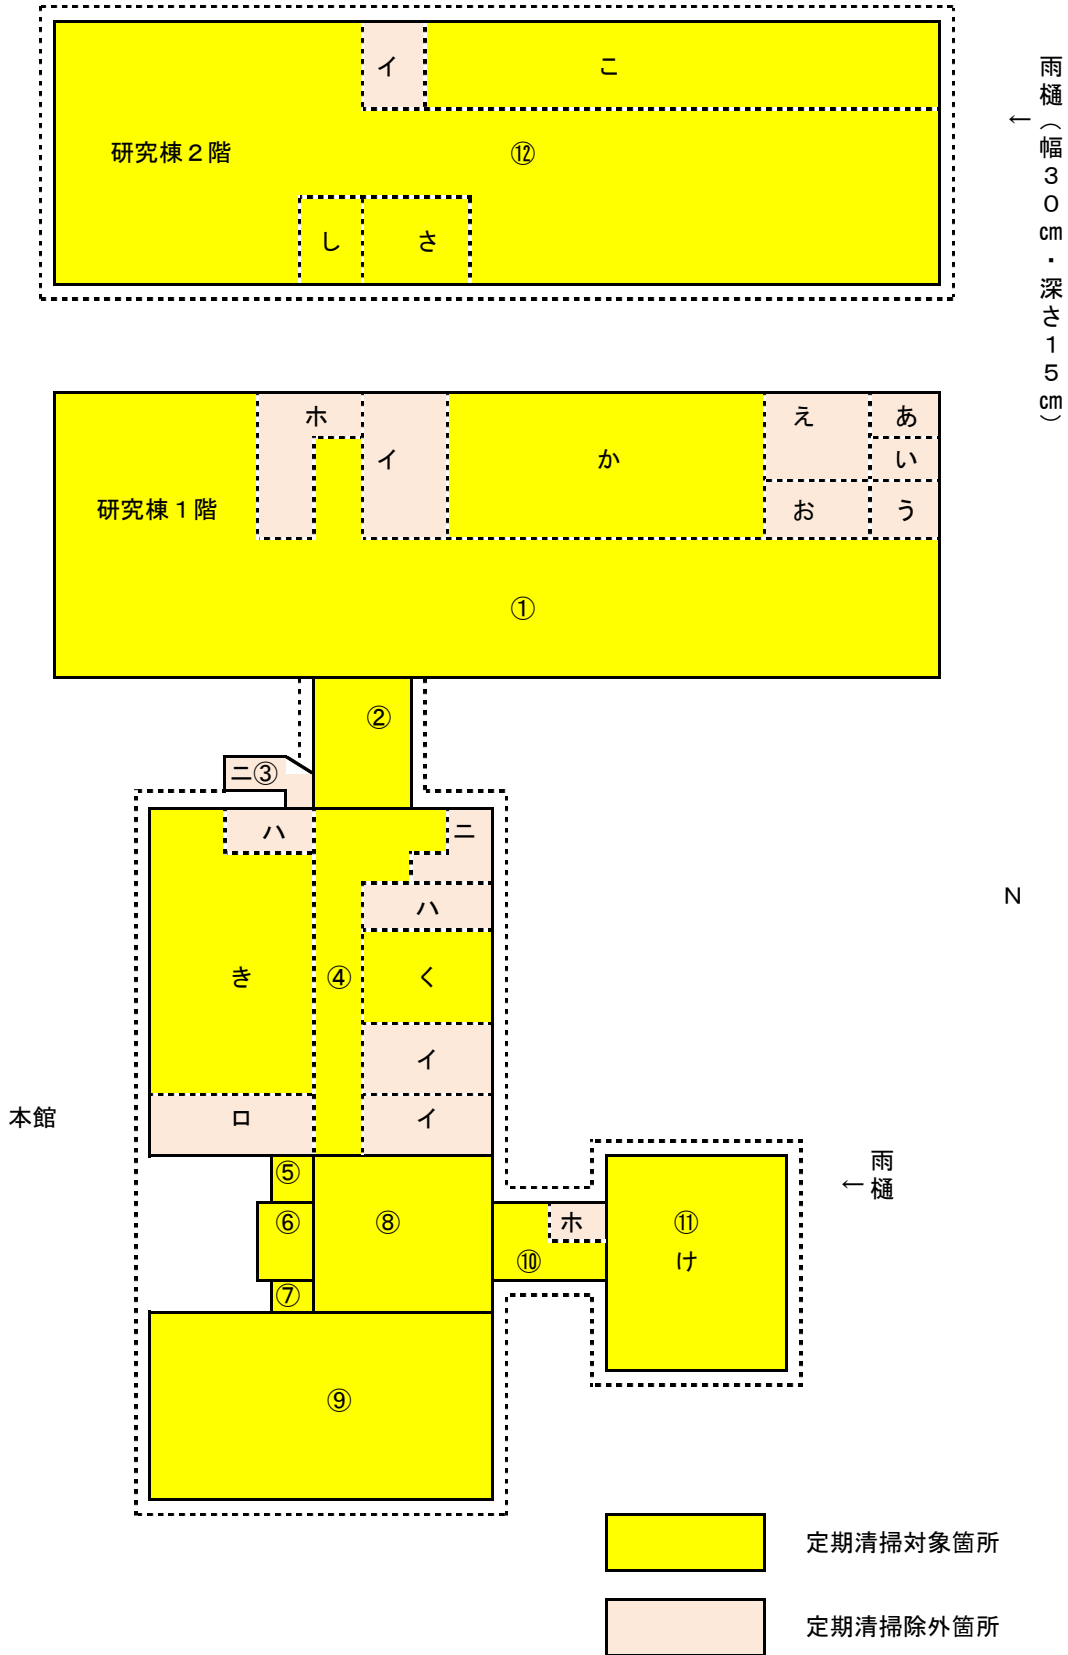 イ
こ
研究棟２階
⑫
し
さ
雨樋（幅３０㎝・深さ１５㎝）
←
ホ
イ
か
え
あ
い
お
う
研究棟１階
①
②
ニ③
ハ
ニ
ハ
き
④
く
イ
ロ
イ
本館
N
⑤
⑥
⑦
⑧
⑨
ホ
⑩
⑪
け
←雨樋
定期清掃対象箇所
定期清掃除外箇所